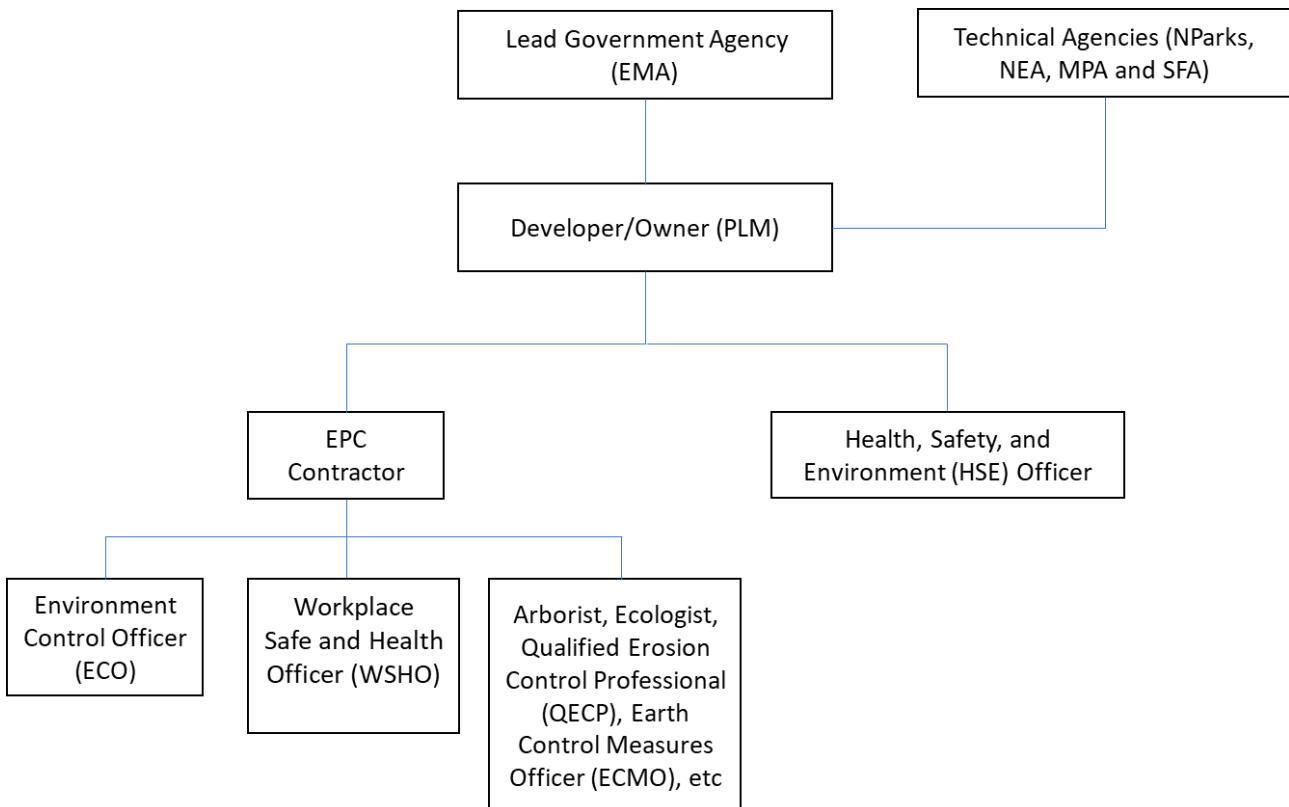 Lead Government Agency
(EMA)
Technical Agencies (NParks,
NEA, MPA and SFA)
Developer/Owner (PLM)
EPC
Contractor
Health, Safety, and
Environment (HSE) Officer
Environment
Control Officer
(ECO)
Workplace
Safe and Health
Officer (WSHO)
Arborist, Ecologist,
Qualified Erosion
Control Professional
(QECP), Earth
Control Measures
Officer (ECMO), etc